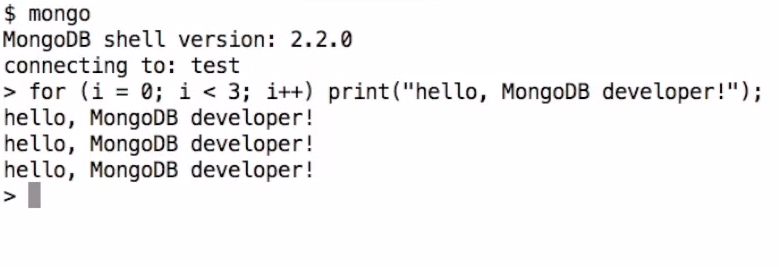 $ mongo
MongoDB shell version: 2.2.0
connecting to: test
> for (i = 0; i < 3; i++) print("hello, MongoDB developer!");
hello, MongoDB developer!
hello, MongoDB developer!
hello, MongoDB developer!
>